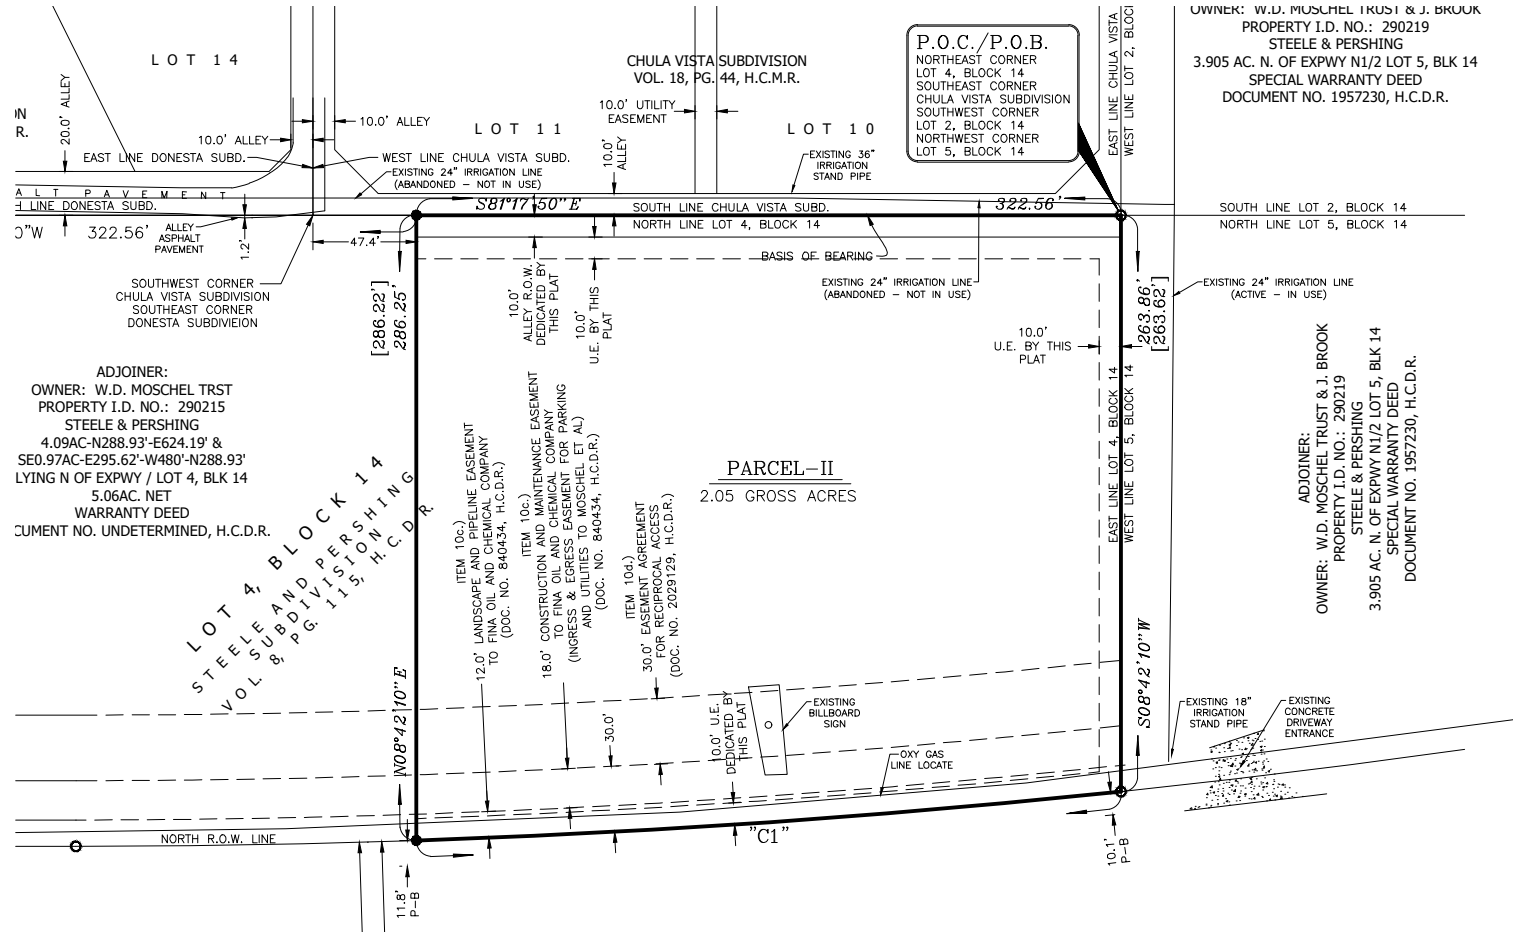 LOT 14
20.0' ALLEY
ON
R.
10.0' ALLEY
10.0' ALLEY
EAST LINE DONESTA SUBD.
WEST LINE CHULA VISTA SUBD.
EXISTING 24" IRRIGATION LINE
(ABANDONED – NOT IN USE)
ALT PAVEMENT
H LINE DONESTA SUBD.
0"W 322.56'
ALLEY
ASPHALT
PAVEMENT
1.2'
47.4'
SOUTHWEST CORNER
CHULA VISTA SUBDIVISION
SOUTHEAST CORNER
DONESTA SUBDIVIEION
CHULA VISTA SUBDIVISION
VOL. 18, PG. 44, H.C.M.R.
10.0' UTILITY
EASEMENT
LOT 11
LOT 10
10.0'
ALLEY
EXISTING 36"
IRRIGATION
STAND PIPE
P.O.C./P.O.B.
NORTHEAST CORNER
LOT 4, BLOCK 14
SOUTHEAST CORNER
CHULA VISTA SUBDIVISION
SOUTHWEST CORNER
LOT 2, BLOCK 14
NORTHWEST CORNER
LOT 5, BLOCK 14
EAST LINE CHULA VISTA
WEST LINE LOT 2, BLOC
OWNER: W.D. MOSCHEL TRUST & J. BROOK
PROPERTY I.D. NO.: 290219
STEELE & PERSHING
3.905 AC. N. OF EXPWY N1/2 LOT 5, BLK 14
SPECIAL WARRANTY DEED
DOCUMENT NO. 1957230, H.C.D.R.
S81°17'50"E
322.56'
SOUTH LINE CHULA VISTA SUBD.
NORTH LINE LOT 4, BLOCK 14
SOUTH LINE LOT 2, BLOCK 14
NORTH LINE LOT 5, BLOCK 14
BASIS OF BEARING
EXISTING 24" IRRIGATION LINE
(ABANDONED – NOT IN USE)
EXISTING 24" IRRIGATION LINE
(ACTIVE – IN USE)
[286.22']
286.25'
10.0'
ALLEY R.O.W.
DEDICATED BY
THIS PLAT
10.0'
U.E. BY THIS
PLAT
10.0'
U.E. BY THIS
PLAT
263.86'
[263.62']
ADJOINER:
OWNER: W.D. MOSCHEL TRST
PROPERTY I.D. NO.: 290215
STEELE & PERSHING
4.09AC-N288.93'-E624.19' &
SE0.97AC-E295.62'-W480'-N288.93'
LYING N OF EXPWY / LOT 4, BLK 14
5.06AC. NET
WARRANTY DEED
CUMENT NO. UNDETERMINED, H.C.D.R.
LOT 4, BLOCK 14
STEELE AND PERSHING
SUBDIVISION
VOL. 8, PG. 115, H.C.D.R.
ITEM 10c.)
12.0' LANDSCAPE AND PIPELINE EASEMENT
TO FINA OIL AND CHEMICAL COMPANY
(DOC. NO. 840434, H.C.D.R.)
ITEM 10c.)
18.0' CONSTRUCTION AND MAINTENANCE EASEMENT
TO FINA OIL AND CHEMICAL COMPANY
(INGRESS & EGRESS EASEMENT FOR PARKING
AND UTILITIES TO MOSCHEL ET AL)
(DOC. NO. 840434, H.C.D.R.)
ITEM 10d.)
30.0' EASEMENT AGREEMENT
FOR RECIPROCAL ACCESS
(DOC. NO. 2029129, H.C.D.R.)
PARCEL–II
2.05 GROSS ACRES
EAST LINE LOT 4, BLOCK 14
WEST LINE LOT 5, BLOCK 14
ADJOINER:
OWNER: W.D. MOSCHEL TRUST & J. BROOK
PROPERTY I.D. NO.: 290219
STEELE & PERSHING
3.905 AC. N. OF EXPWY N1/2 LOT 5, BLK 14
SPECIAL WARRANTY DEED
DOCUMENT NO. 1957230, H.C.D.R.
N08°42'10"E
S08°42'10"W
30.0'
10.0' U.E.
DEDICATED BY
THIS PLAT
EXISTING
BILLBOARD
SIGN
OXY GAS
LINE LOCATE
EXISTING 18"
IRRIGATION
STAND PIPE
EXISTING
CONCRETE
DRIVEWAY
ENTRANCE
NORTH R.O.W. LINE
"C1"
11.8'
P–B
10.1'
P–B